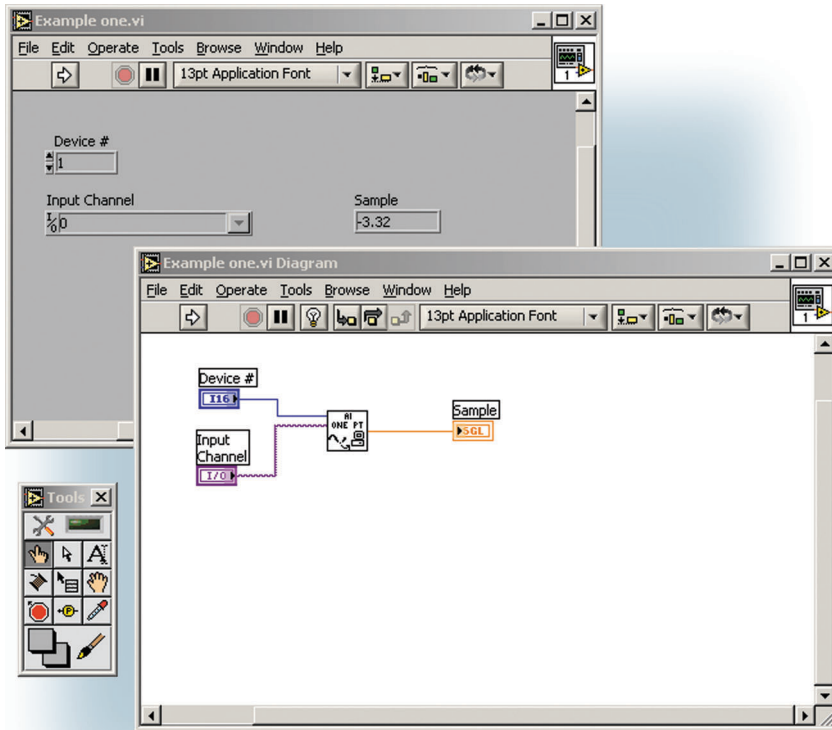 Example one.vi
File Edit Operate Tools Browse Window Help
13pt Application Font
1
Device #
1
Input Channel
I/O 0
Sample
-3.32
Example one.vi Diagram
File Edit Operate Tools Browse Window Help
13pt Application Font
1
Device #
I16
AI
ONE PT
Sample
SGL
Input
Channel
I/O
Tools
A
P